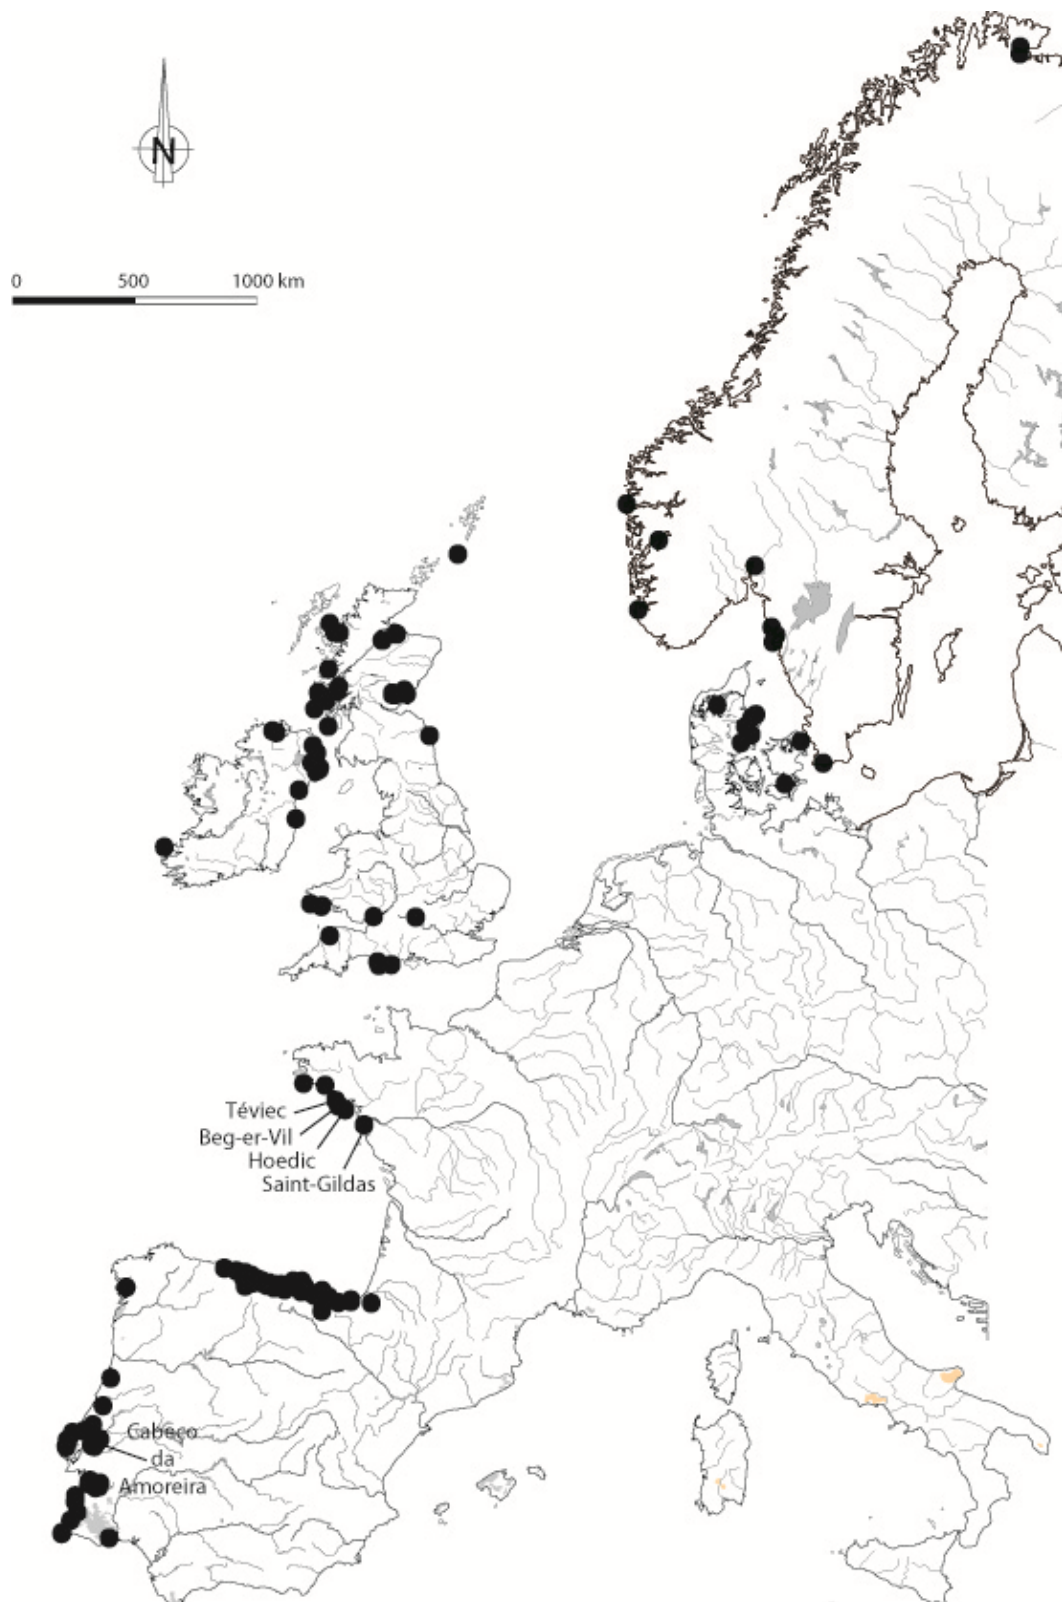 N
0 500 1000 km
Téviec
Beg-er-Vil
Hoedic
Saint-Gildas
Cabeço
da
Amoreira